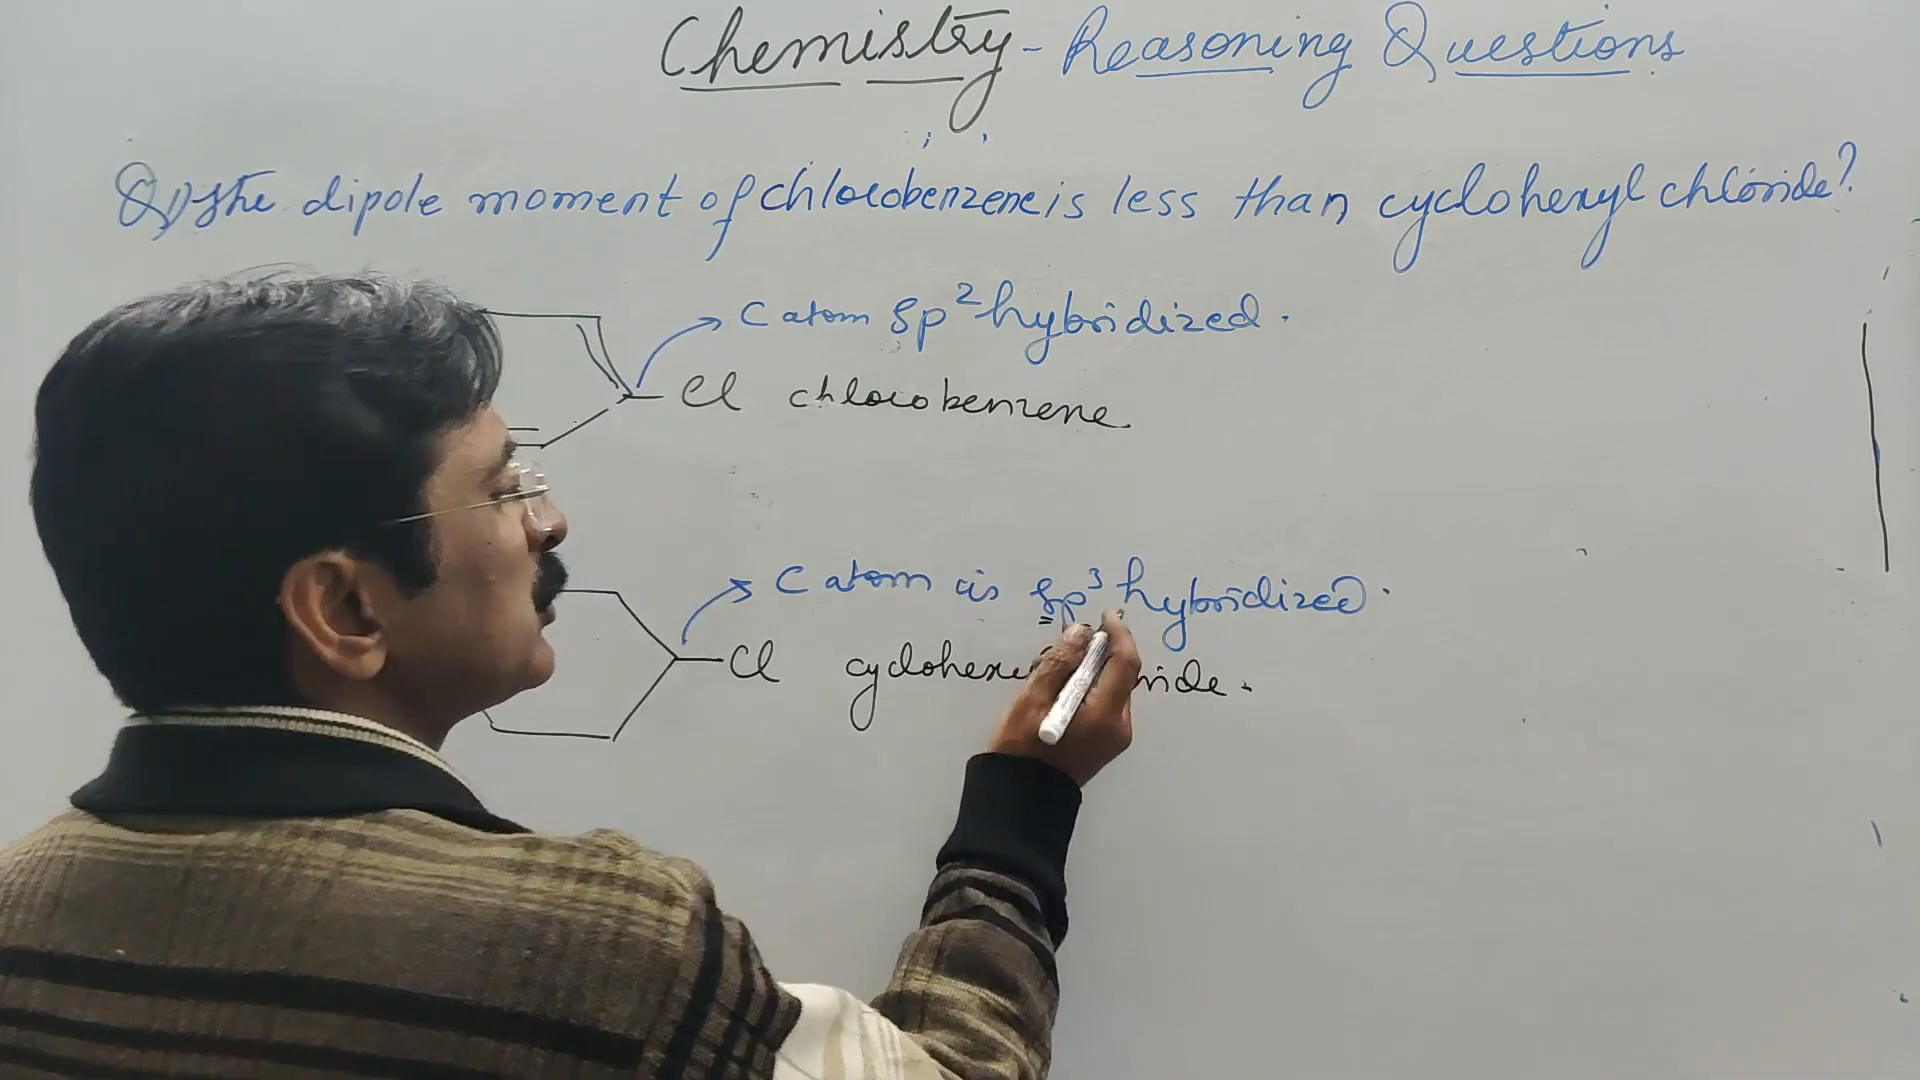 Chemistry - Reasoning Questions
Q1) The dipole moment of chlorobenzene is less than cyclohexyl chloride?
C atom sp² hybridized.
Cl chlorobenzene
C atom is sp³ hybridized.
Cl